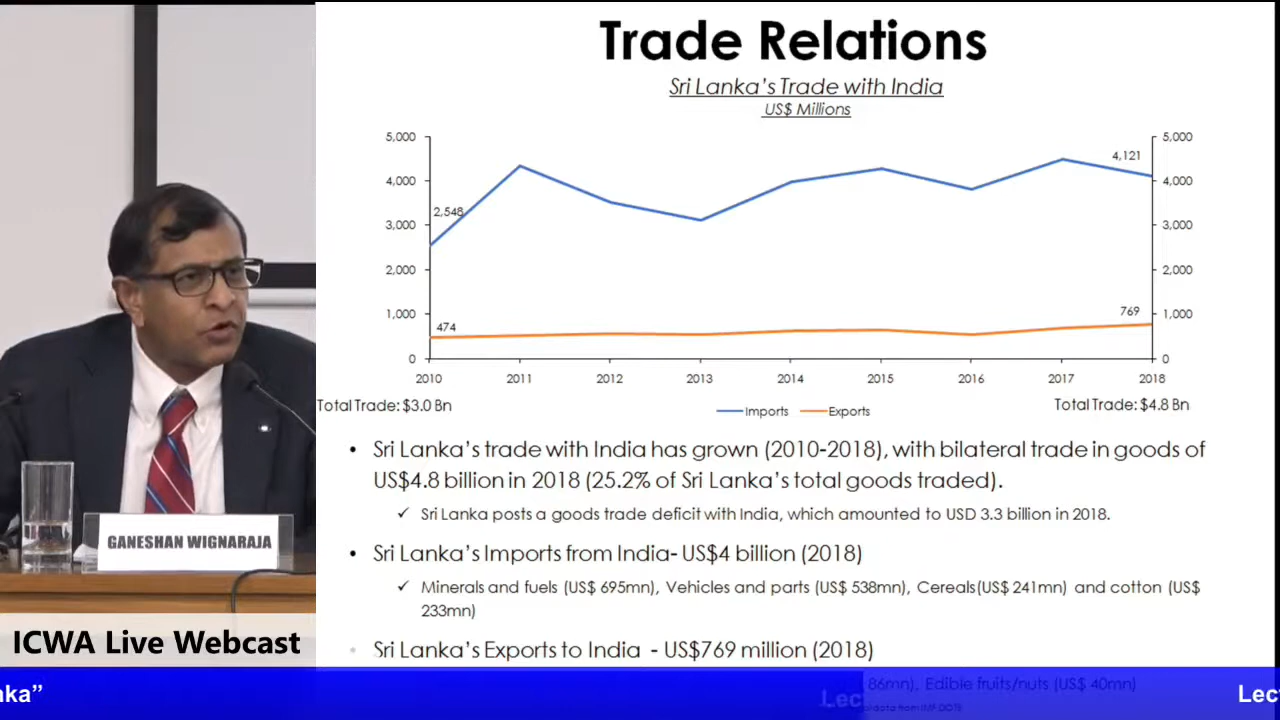 Trade Relations
Sri Lanka's Trade with India
US$ Millions
5,000
4,000
3,000
2,000
1,000
0
5,000
4,000
3,000
2,000
1,000
0
2,548
4,121
474
769
2010 2011 2012 2013 2014 2015 2016 2017 2018
Total Trade: $3.0 Bn
Imports Exports
Total Trade: $4.8 Bn
• Sri Lanka's trade with India has grown (2010-2018), with bilateral trade in goods of
US$4.8 billion in 2018 (25.2% of Sri Lanka's total goods traded).
✓ Sri Lanka posts a goods trade deficit with India, which amounted to USD 3.3 billion in 2018.
• Sri Lanka's Imports from India- US$4 billion (2018)
✓ Minerals and fuels (US$ 695mn), Vehicles and parts (US$ 538mn), Cereals(US$ 241mn) and cotton (US$
233mn)
• Sri Lanka's Exports to India - US$769 million (2018)
86mn), Edible fruits/nuts (US$ 40mn)
GANESHAN WIGNARAJA
ICWA Live Webcast
nka”
Lec
Lec